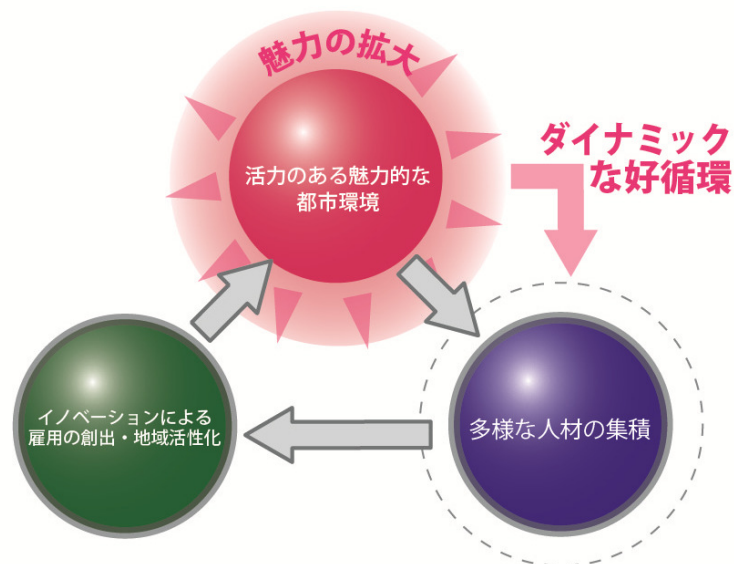 魅力の拡大
活力のある魅力的な
都市環境
ダイナミック
な好循環
イノベーションによる
雇用の創出・地域活性化
多様な人材の集積